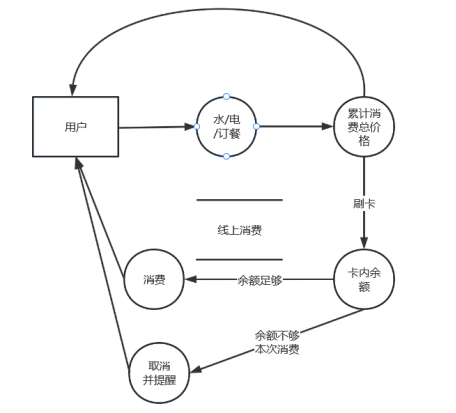 用户
水/电
/订餐
累计消
费总价
格
刷卡
线上消费
消费
余额足够
卡内余
额
余额不够
本次消费
取消
并提醒